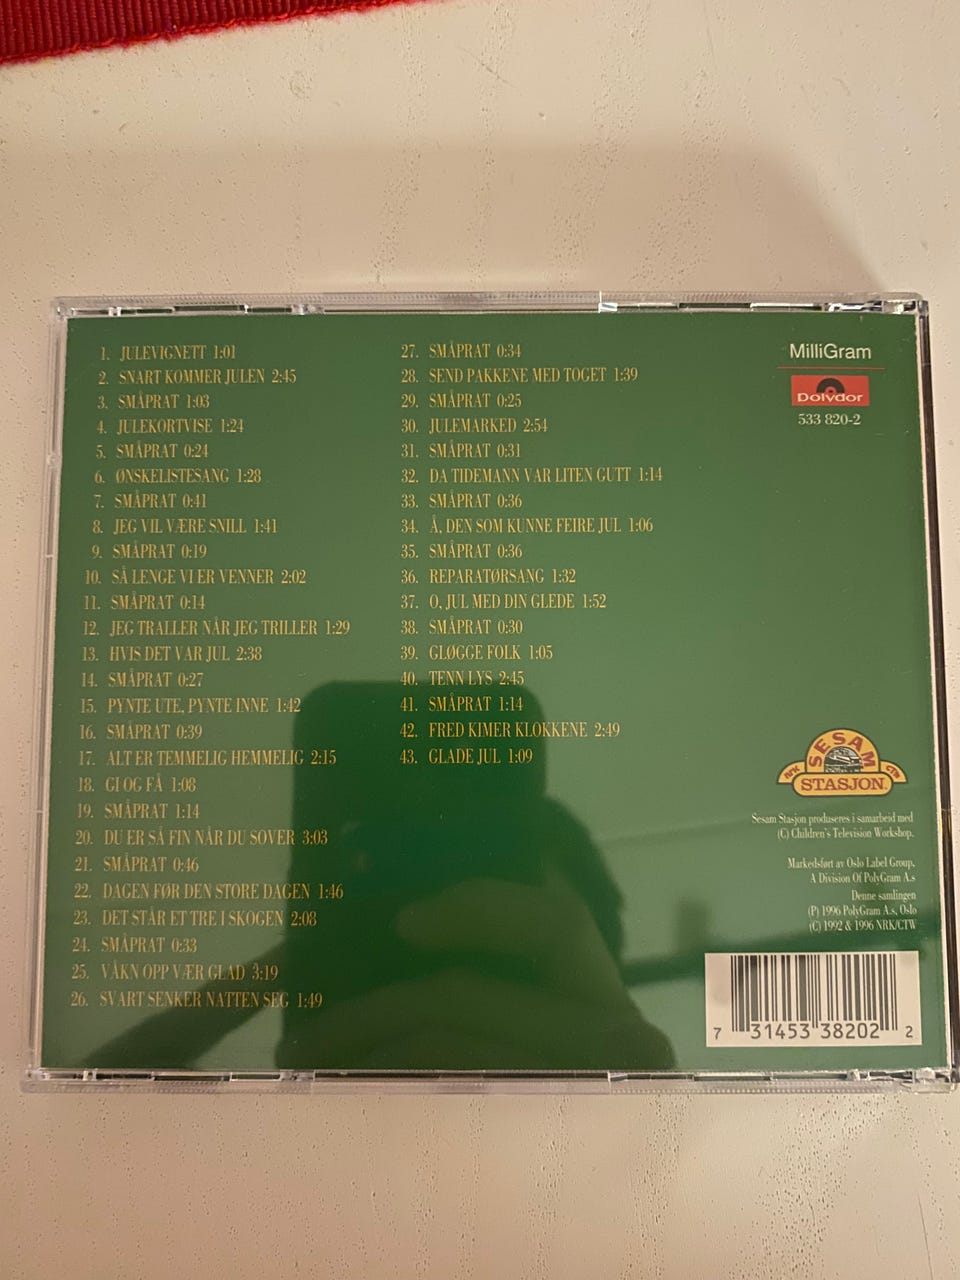 1. JULEVIGNETT 1:01
2. SNART KOMMER JULEN 2:45
3. SMÅPRAT 1:03
4. JULEKORTVISE 1:24
5. SMÅPRAT 0:24
6. ØNSKELISTESANG 1:28
7. SMÅPRAT 0:41
8. JEG VIL VÆRE SNILL 1:41
9. SMÅPRAT 0:19
10. SÅ LENGE VI ER VENNER 2:02
11. SMÅPRAT 0:14
12. JEG TRALLER NÅR JEG TRILLER 1:29
13. HVIS DET VAR JUL 2:38
14. SMÅPRAT 0:27
15. PYNTE UTE, PYNTE INNE 1:42
16. SMÅPRAT 0:39
17. ALT ER TEMMELIG HEMMELIG 2:15
18. GI OG FÅ 1:08
19. SMÅPRAT 1:14
20. DU ER SÅ FIN NÅR DU SOVER 3:03
21. SMÅPRAT 0:46
22. DAGEN FØR DEN STORE DAGEN 1:46
23. DET STÅR ET TRE I SKOGEN 2:08
24. SMÅPRAT 0:33
25. VÅKN OPP VÆR GLAD 3:19
26. SVART SENKER NATTEN SEG 1:49
27. SMÅPRAT 0:34
28. SEND PAKKENE MED TOGET 1:39
29. SMÅPRAT 0:25
30. JULEMARKED 2:54
31. SMÅPRAT 0:31
32. DA TIDEMANN VAR LITEN GUTT 1:14
33. SMÅPRAT 0:36
34. Å, DEN SOM KUNNE FEIRE JUL 1:06
35. SMÅPRAT 0:36
36. REPARATØRSANG 1:32
37. O, JUL MED DIN GLEDE 1:52
38. SMÅPRAT 0:30
39. GLØGGE FOLK 1:05
40. TENN LYS 2:45
41. SMÅPRAT 1:14
42. FRED KIMER KLOKKENE 2:49
43. GLADE JUL 1:09
MilliGram
Polydor
533 820-2
SESAM
NRK CTW
STASJON.
Sesam Stasjon produseres i samarbeid med
(C) Children's Television Workshop.
Markedsført av Oslo Label Group.
A Division Of PolyGram A.s
Denne samlingen
(P) 1996 PolyGram A.s, Oslo
(C) 1992 & 1996 NRK/CTW
7 31453 38202 2